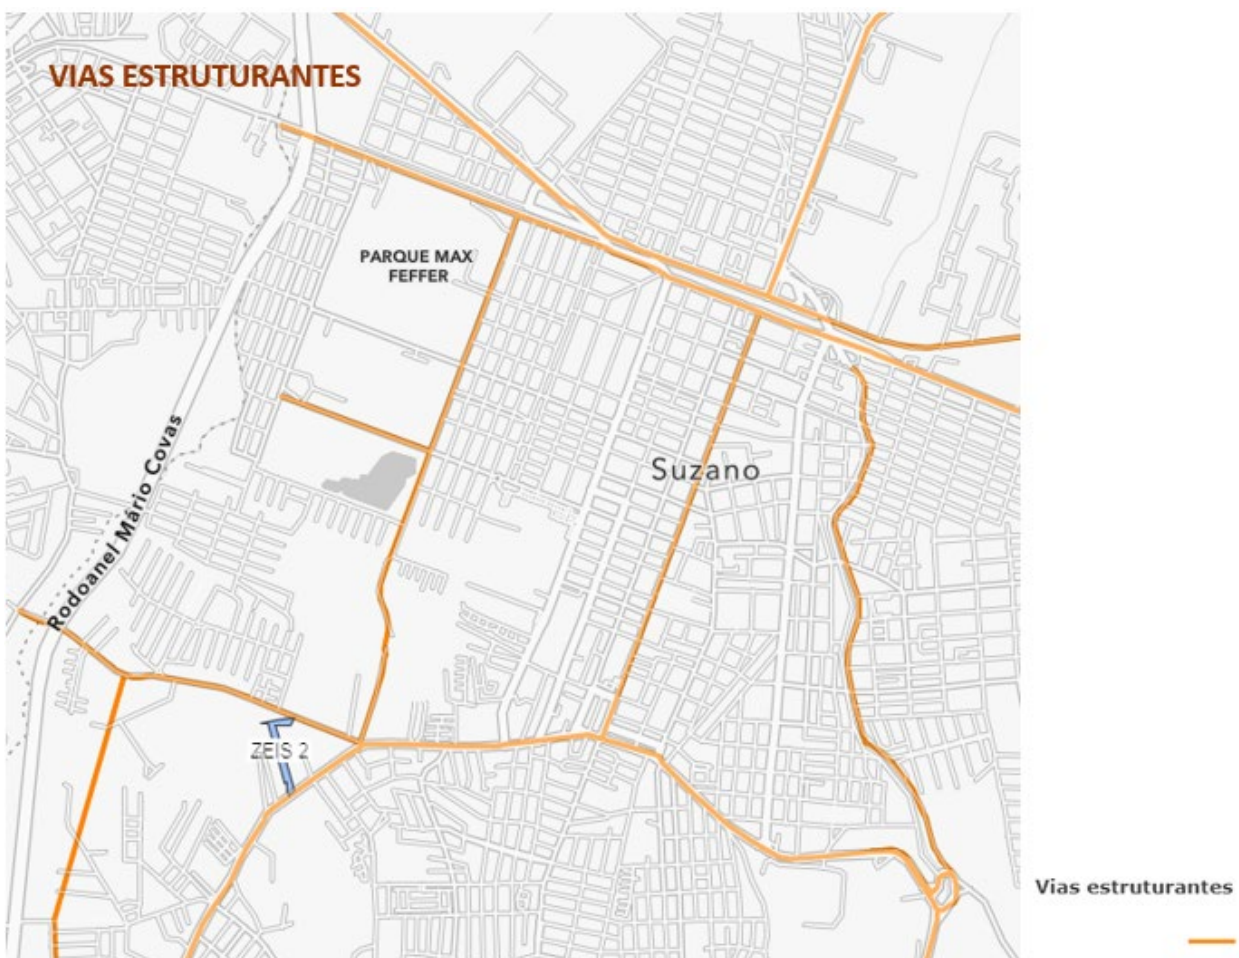 VIAS ESTRUTURANTES
PARQUE MAX
FEFFER
Suzano
Rodoanel Mário Covas
ZEIS 2
Vias estruturantes